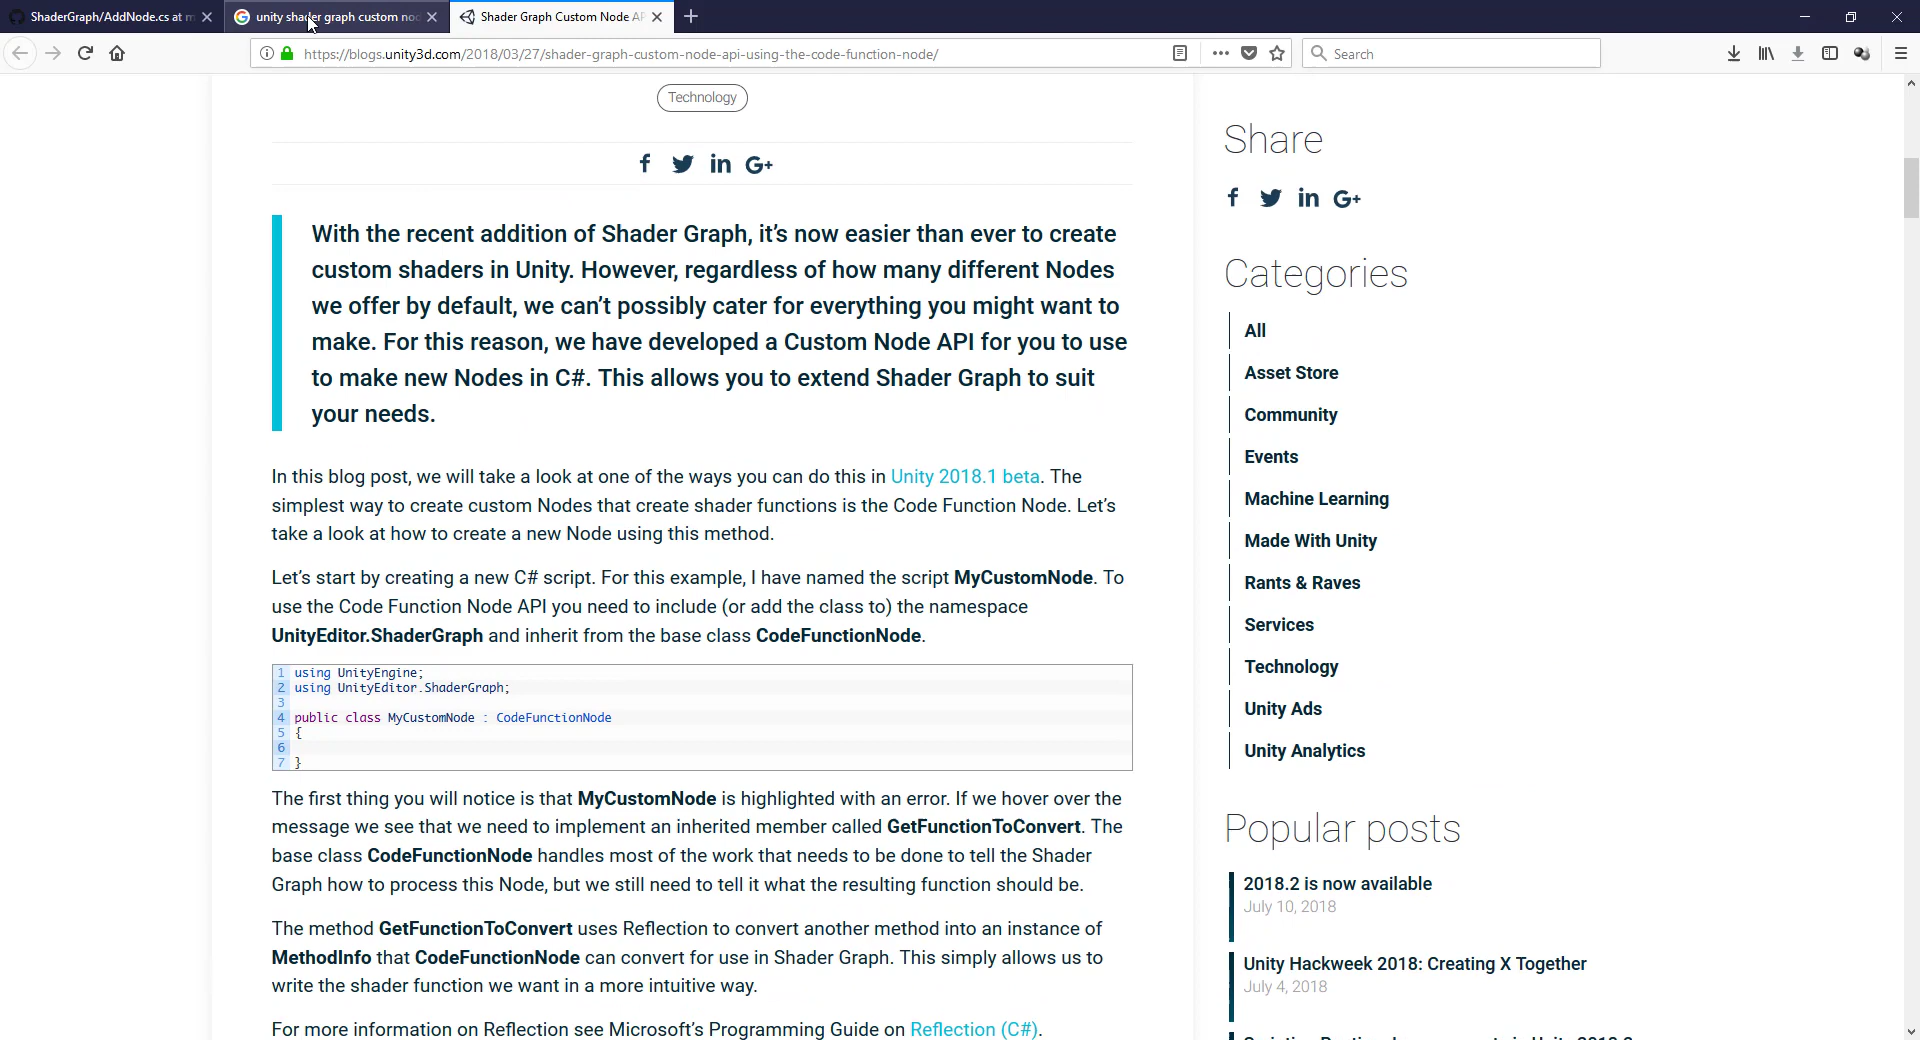 ShaderGraph/AddNode.cs at m
unity shader graph custom no
Shader Graph Custom Node AP
https://blogs.unity3d.com/2018/03/27/shader-graph-custom-node-api-using-the-code-function-node/
Search
Technology
With the recent addition of Shader Graph, it’s now easier than ever to create
custom shaders in Unity. However, regardless of how many different Nodes
we offer by default, we can’t possibly cater for everything you might want to
make. For this reason, we have developed a Custom Node API for you to use
to make new Nodes in C#. This allows you to extend Shader Graph to suit
your needs.
In this blog post, we will take a look at one of the ways you can do this in Unity 2018.1 beta. The
simplest way to create custom Nodes that create shader functions is the Code Function Node. Let’s
take a look at how to create a new Node using this method.
Let’s start by creating a new C# script. For this example, I have named the script MyCustomNode. To
use the Code Function Node API you need to include (or add the class to) the namespace
UnityEditor.ShaderGraph and inherit from the base class CodeFunctionNode.
1 using UnityEngine;
2 using UnityEditor.ShaderGraph;
3
4 public class MyCustomNode : CodeFunctionNode
5 {
6
7 }
The first thing you will notice is that MyCustomNode is highlighted with an error. If we hover over the
message we see that we need to implement an inherited member called GetFunctionToConvert. The
base class CodeFunctionNode handles most of the work that needs to be done to tell the Shader
Graph how to process this Node, but we still need to tell it what the resulting function should be.
The method GetFunctionToConvert uses Reflection to convert another method into an instance of
MethodInfo that CodeFunctionNode can convert for use in Shader Graph. This simply allows us to
write the shader function we want in a more intuitive way.
For more information on Reflection see Microsoft’s Programming Guide on Reflection (C#).
Share
Categories
All
Asset Store
Community
Events
Machine Learning
Made With Unity
Rants & Raves
Services
Technology
Unity Ads
Unity Analytics
Popular posts
2018.2 is now available
July 10, 2018
Unity Hackweek 2018: Creating X Together
July 4, 2018